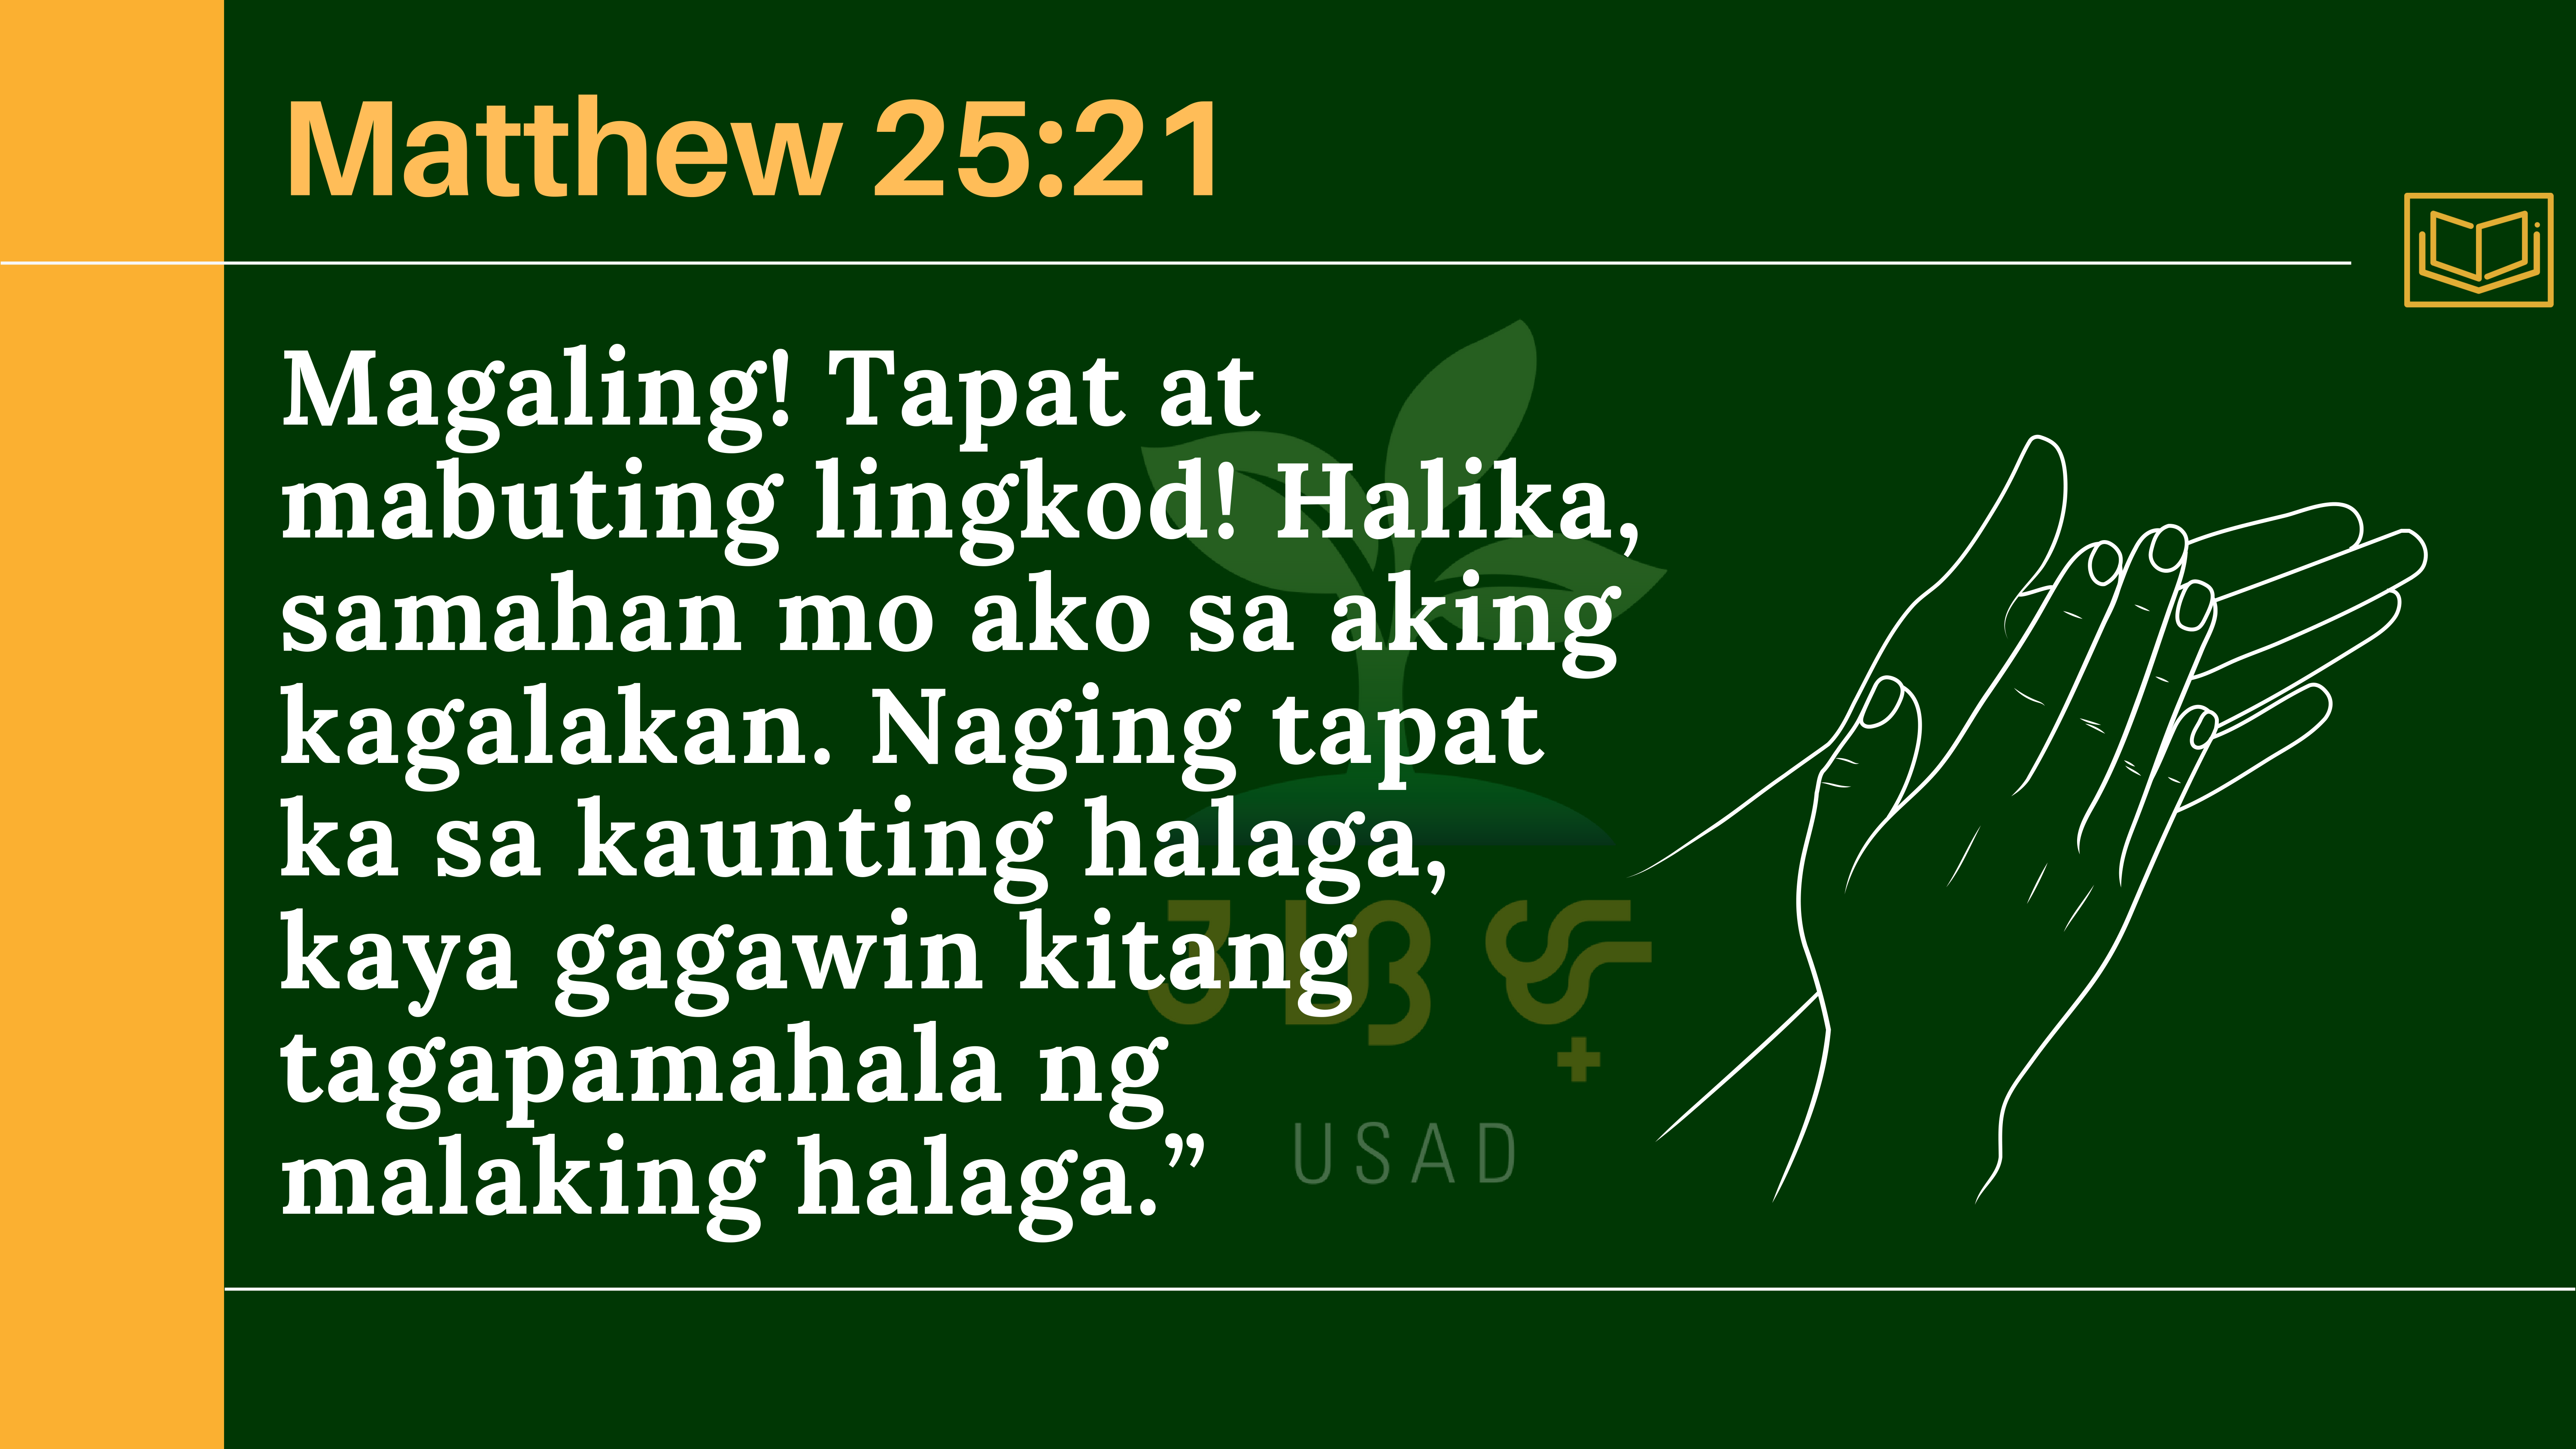 Matthew 25:21
Magaling! Tapat at
mabuting lingkod! Halika,
samahan mo ako sa aking
kagalakan. Naging tapat
ka sa kaunting halaga,
kaya gagawin kitang
tagapamahala ng
malaking halaga.”
USAD